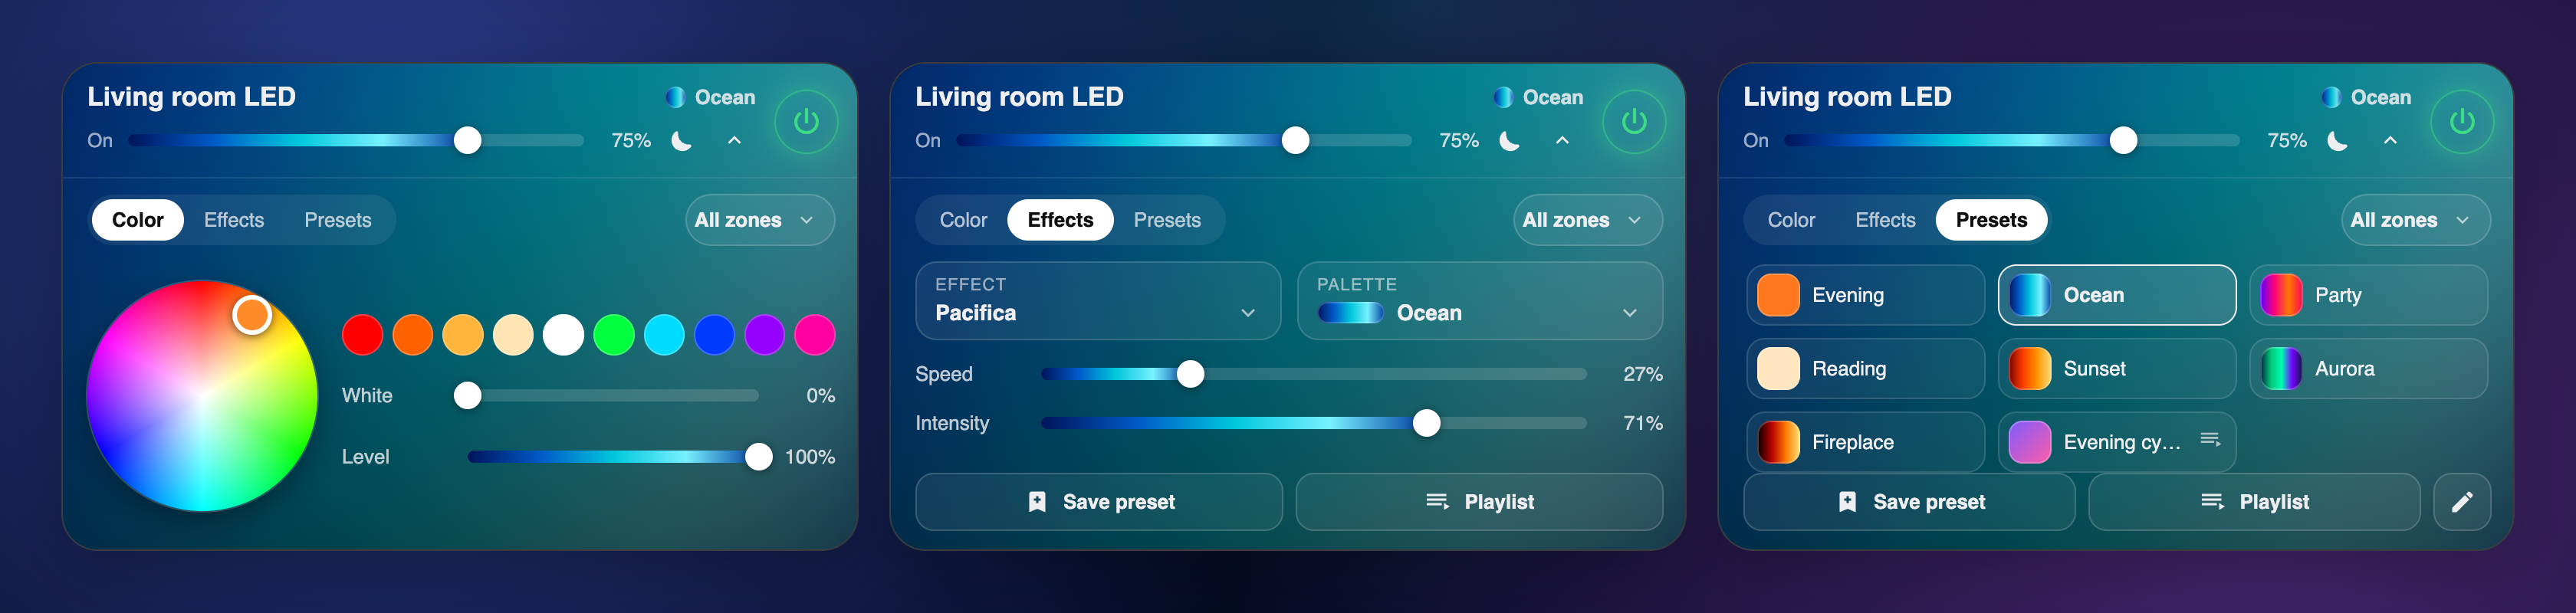 Living room LED
Ocean
On
75%
Color
Effects
Presets
All zones
White
0%
Level
100%
Living room LED
Ocean
On
75%
Color
Effects
Presets
All zones
EFFECT
Pacifica
PALETTE
Ocean
Speed
27%
Intensity
71%
Save preset
Playlist
Living room LED
Ocean
On
75%
Color
Effects
Presets
All zones
Evening
Ocean
Party
Reading
Sunset
Aurora
Fireplace
Evening cy...
Save preset
Playlist